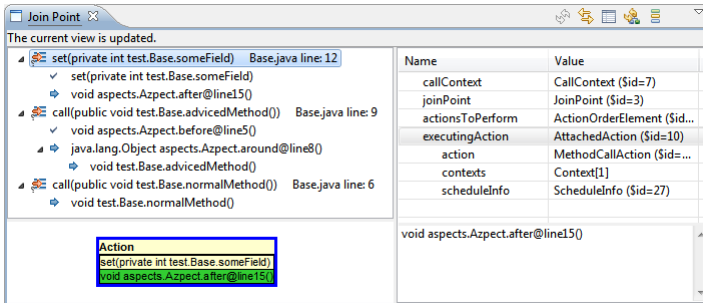 Join Point
The current view is updated.
set(private int test.Base.someField) Base.java line: 12
set(private int test.Base.someField)
void aspects.Azpect.after@line15()
call(public void test.Base.advicedMethod()) Base.java line: 9
void aspects.Azpect.before@line5()
java.lang.Object aspects.Azpect.around@line8()
void test.Base.advicedMethod()
call(public void test.Base.normalMethod()) Base.java line: 6
void test.Base.normalMethod()
Name Value
callContext CallContext ($id=7)
joinPoint JoinPoint ($id=3)
actionsToPerform ActionOrderElement ($id...
executingAction AttachedAction ($id=10)
action MethodCallAction ($id=...
contexts Context[1]
scheduleInfo ScheduleInfo ($id=27)
void aspects.Azpect.after@line15()
Action
set(private int test.Base.someField)
void aspects.Azpect.after@line15()